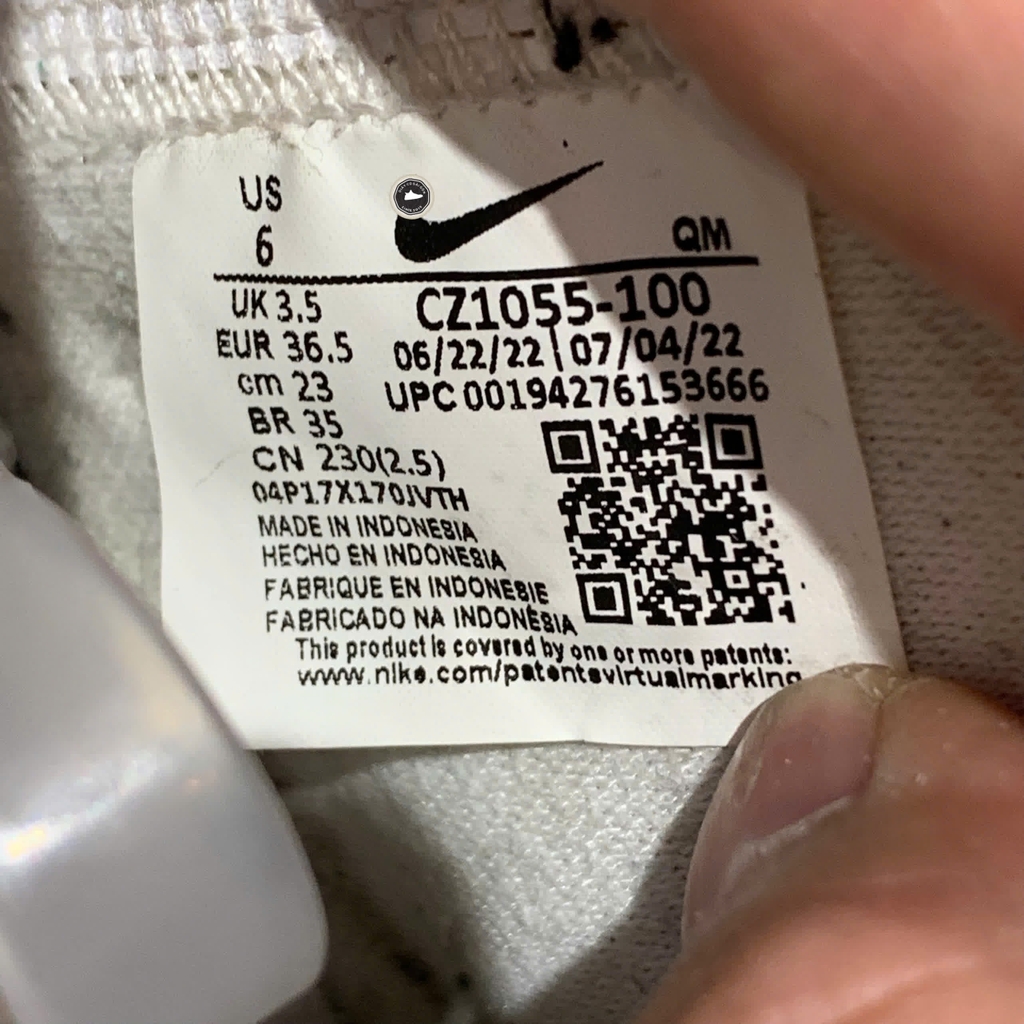 US
6
QM
UK 3.5
CZ1055-100
EUR 36.5
06/22/22 | 07/04/22
cm 23
UPC 00194276153666
BR 35
CN 230(2.5)
04P17X170JVTH
MADE IN INDONESIA
HECHO EN INDONESIA
FABRIQUE EN INDONESIE
FABRICADO NA INDONÉSIA
This product is covered by one or more patents:
www.nike.com/patentsvirtualmarking